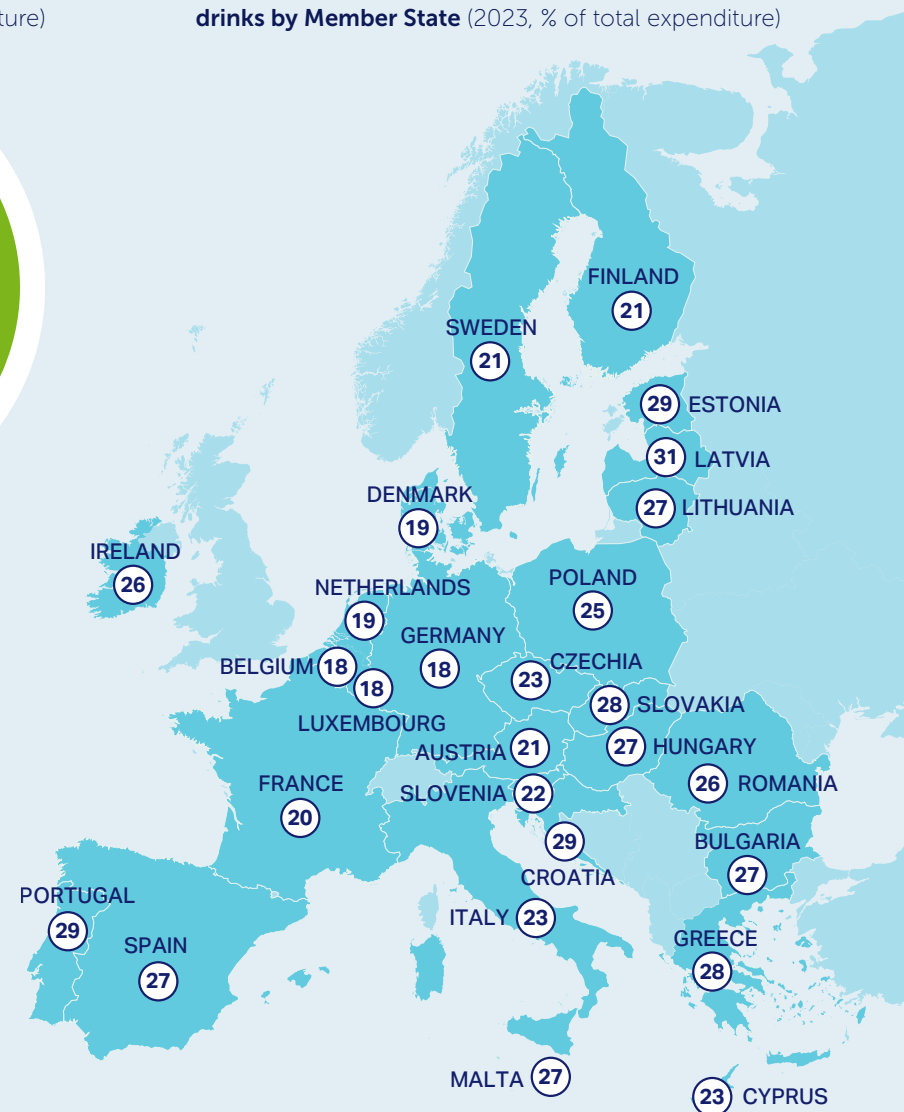 ture)
drinks by Member State (2023, % of total expenditure)
FINLAND
21
SWEDEN
21
29 ESTONIA
31 LATVIA
DENMARK
19
27 LITHUANIA
IRELAND
26
NETHERLANDS
19
POLAND
25
GERMANY
18
BELGIUM 18
18
LUXEMBOURG
CZECHIA
23
28 SLOVAKIA
AUSTRIA 21
27 HUNGARY
FRANCE
20
SLOVENIA 22
26 ROMANIA
29
CROATIA
BULGARIA
27
PORTUGAL
29
ITALY 23
SPAIN
27
GREECE
28
MALTA 27
23 CYPRUS